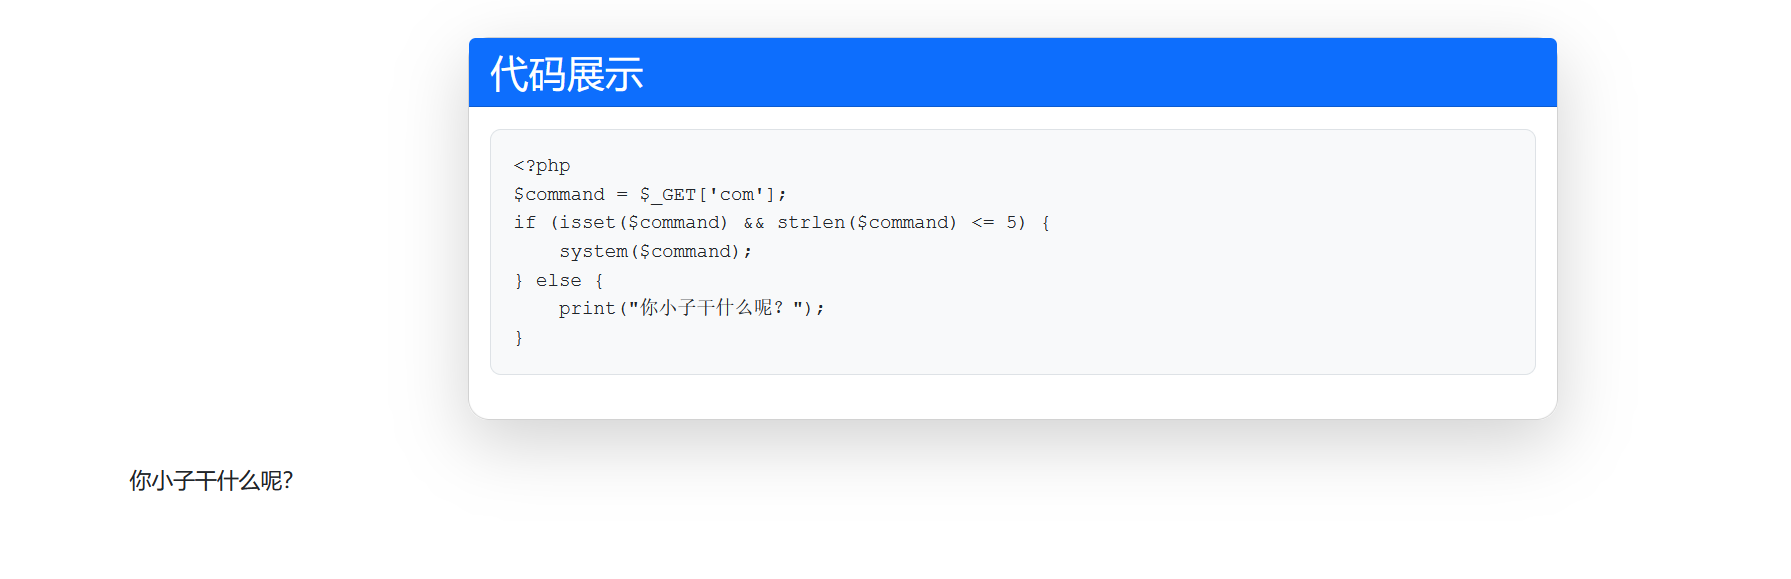 代码展示
<?php
$command = $_GET['com'];
if (isset($command) && strlen($command) <= 5) {
    system($command);
} else {
    print("你小子干什么呢？");
}
你小子干什么呢？